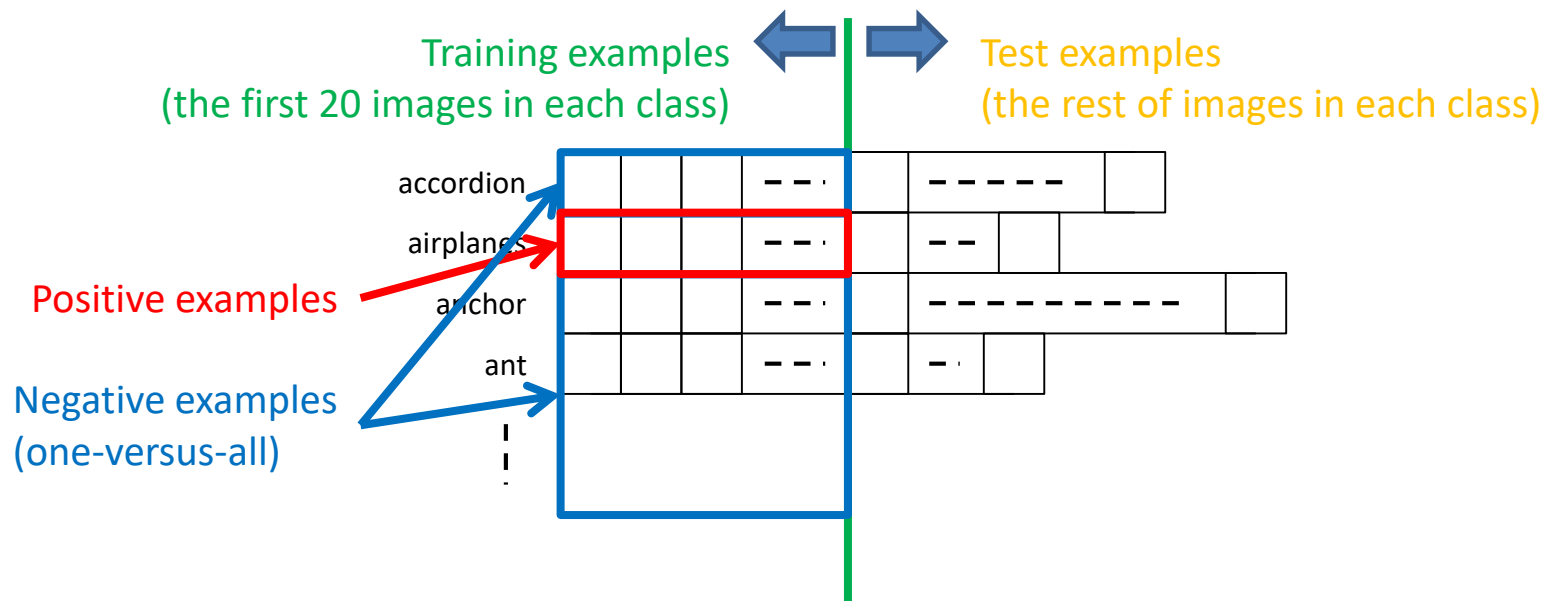 Training examples
(the first 20 images in each class)
Test examples
(the rest of images in each class)
accordion
airplanes
Positive examples
anchor
ant
Negative examples
(one-versus-all)